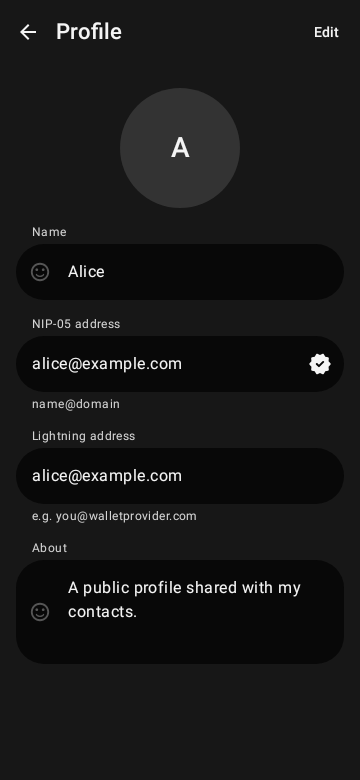 Profile
Edit
A
Name
Alice
NIP-05 address
alice@example.com
name@domain
Lightning address
alice@example.com
e.g. you@walletprovider.com
About
A public profile shared with my
contacts.